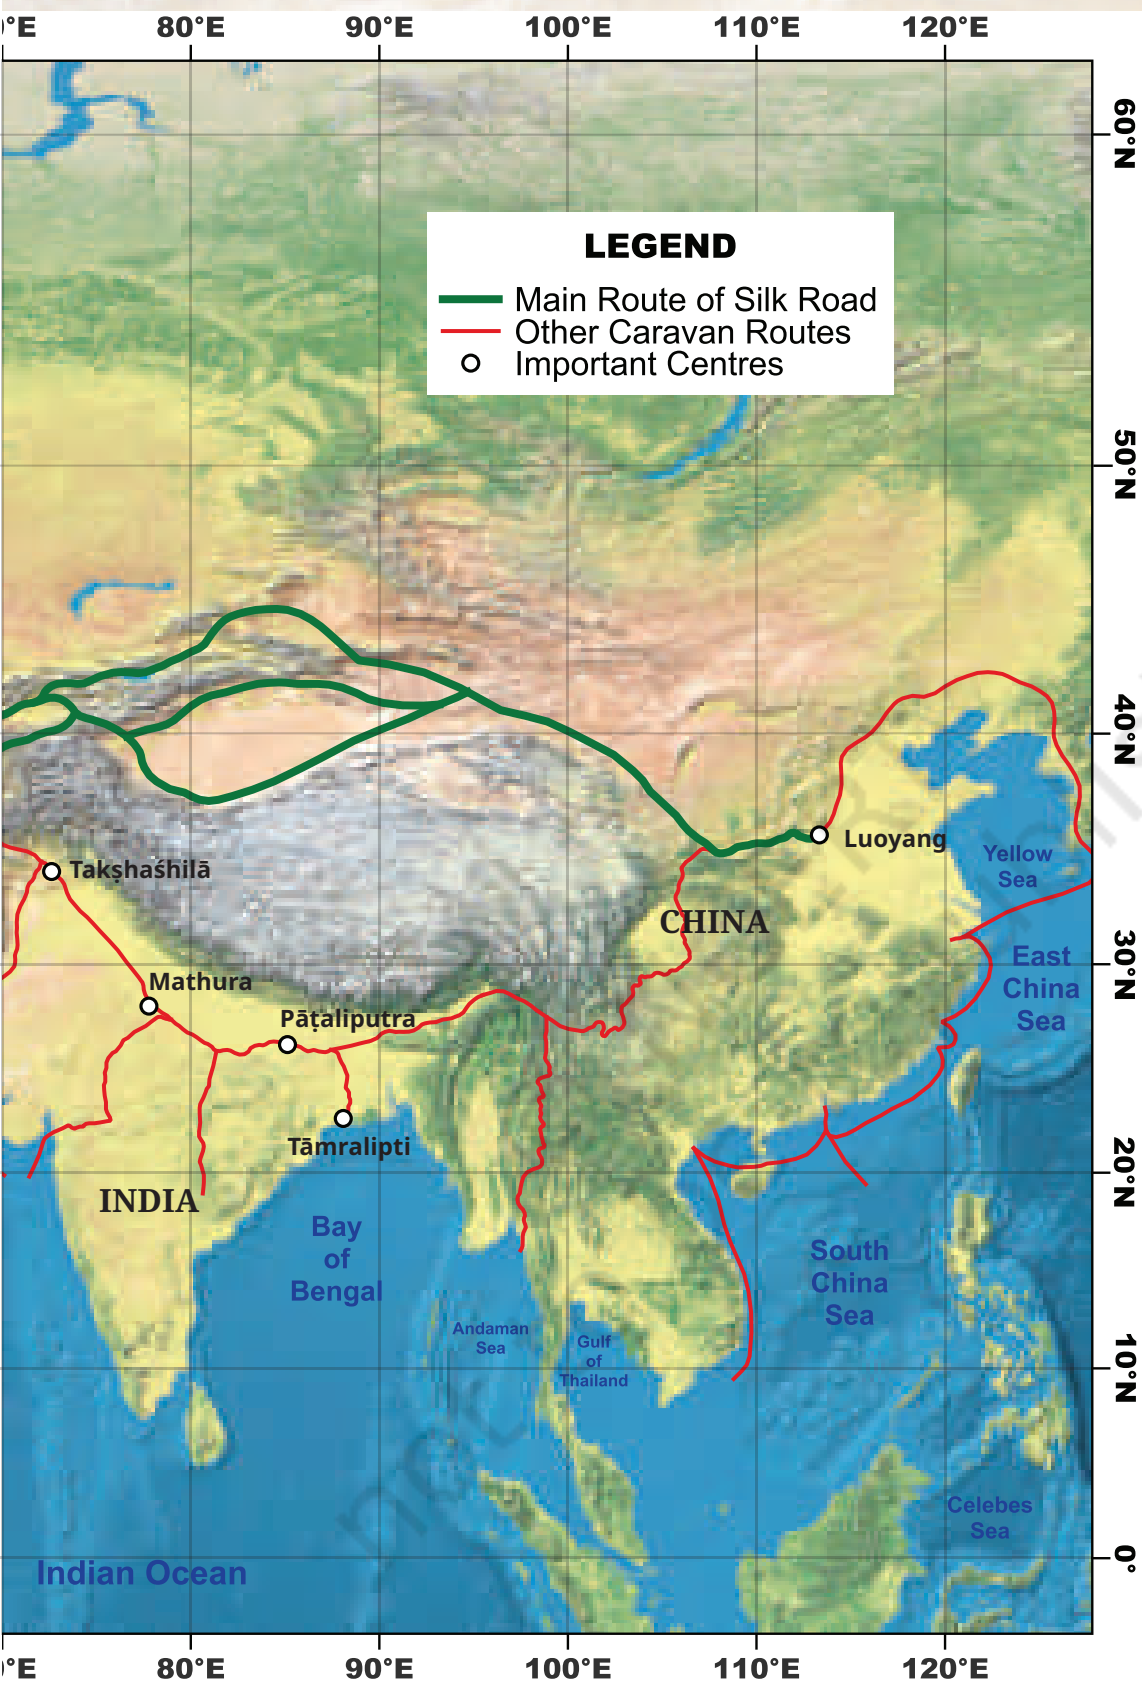 0°E 80°E 90°E 100°E 110°E 120°E
60°N
LEGEND
Main Route of Silk Road
Other Caravan Routes
Important Centres
50°N
40°N
Luoyang
Yellow
Sea
Takṣhaśhilā
CHINA
30°N
East
China
Sea
Mathura
Pāṭaliputra
Tāmralipti
20°N
INDIA
Bay
of
Bengal
South
China
Sea
Andaman
Sea
Gulf
of
Thailand
10°N
Celebes
Sea
0°
Indian Ocean
0°E 80°E 90°E 100°E 110°E 120°E